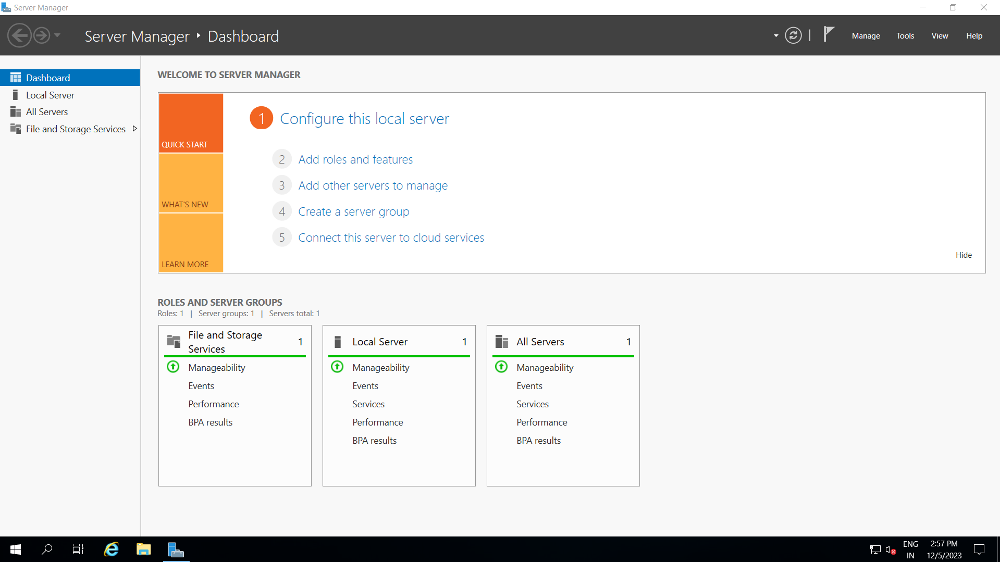 Server Manager
Server Manager ‣ Dashboard
Manage
Tools
View
Help
Dashboard
Local Server
All Servers
File and Storage Services
WELCOME TO SERVER MANAGER
QUICK START
WHAT'S NEW
LEARN MORE
1 Configure this local server
2 Add roles and features
3 Add other servers to manage
4 Create a server group
5 Connect this server to cloud services
Hide
ROLES AND SERVER GROUPS
Roles: 1 | Server groups: 1 | Servers total: 1
File and Storage
Services 1
Manageability
Events
Performance
BPA results
Local Server 1
Manageability
Events
Services
Performance
BPA results
All Servers 1
Manageability
Events
Services
Performance
BPA results
ENG
IN
2:57 PM
12/5/2023